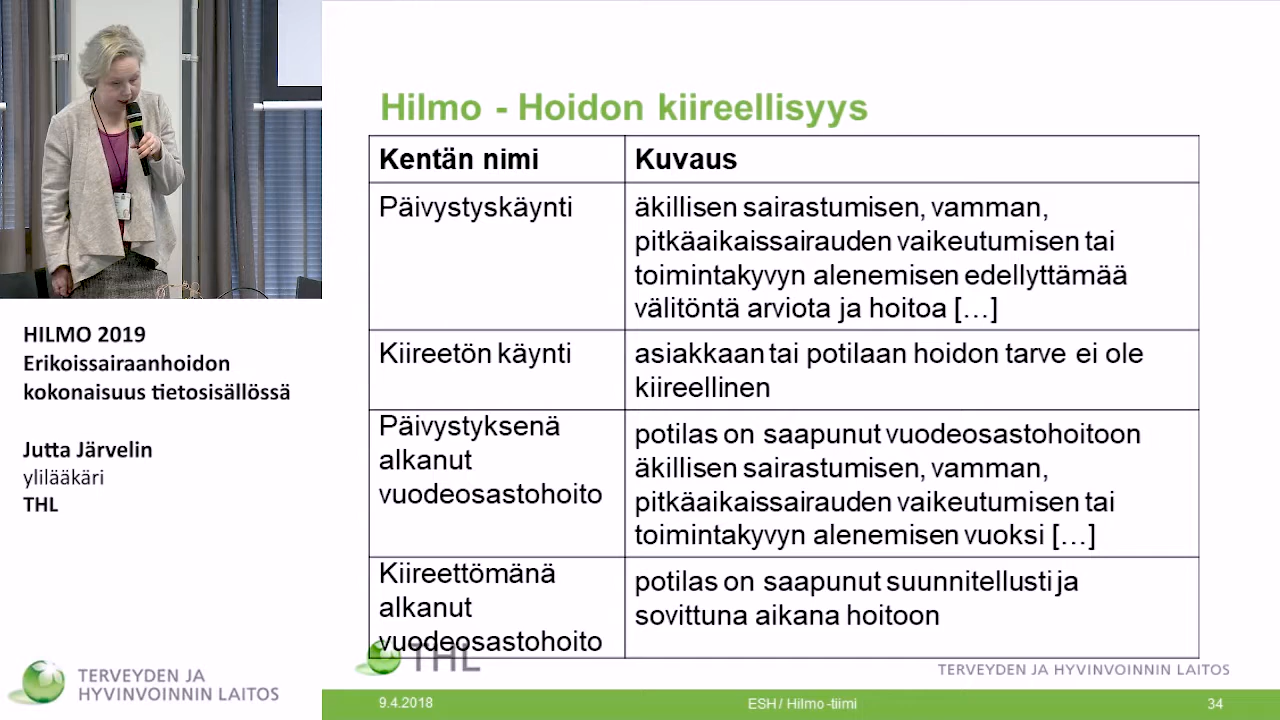 Hilmo - Hoidon kiireellisyys
Kentän nimi
Kuvaus
Päivystyskäynti
äkillisen sairastumisen, vamman,
pitkäaikaissairauden vaikeutumisen tai
toimintakyvyn alenemisen edellyttämää
välitöntä arviota ja hoitoa […]
Kiireetön käynti
asiakkaan tai potilaan hoidon tarve ei ole
kiireellinen
Päivystyksenä
alkanut
vuodeosastohoito
potilas on saapunut vuodeosastohoitoon
äkillisen sairastumisen, vamman,
pitkäaikaissairauden vaikeutumisen tai
toimintakyvyn alenemisen vuoksi […]
Kiireettömänä
alkanut
vuodeosastohoito
potilas on saapunut suunnitellusti ja
sovittuna aikana hoitoon
THL
TERVEYDEN JA HYVINVOINNIN LAITOS
9.4.2018
ESH / Hilmo -tiimi
34
HILMO 2019
Erikoissairaanhoidon
kokonaisuus tietosisällössä
Jutta Järvelin
ylilääkäri
THL
TERVEYDEN JA
HYVINVOINNIN LAITOS